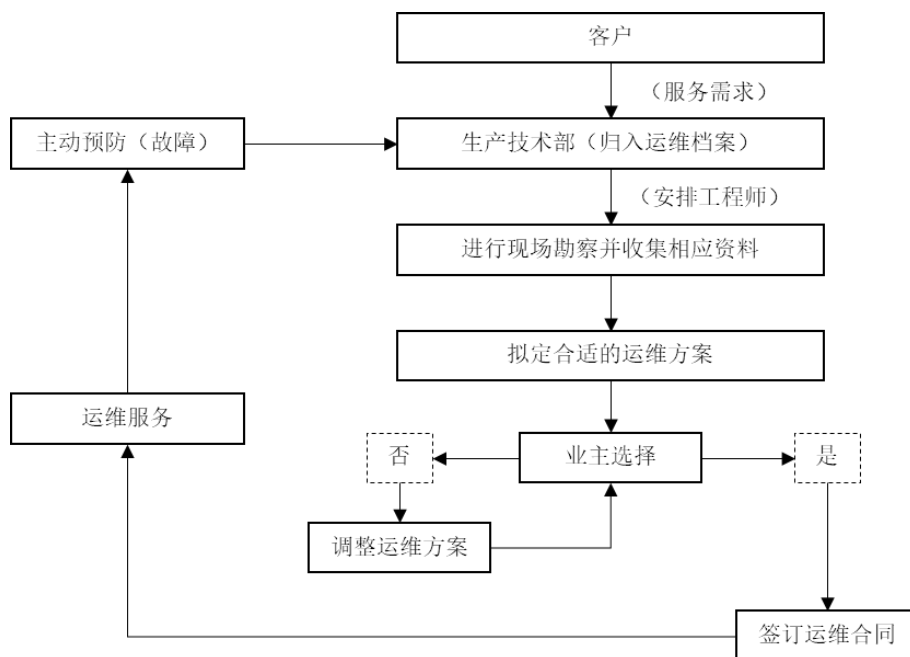 客户
（服务需求）
主动预防（故障）
生产技术部（归入运维档案）
（安排工程师）
进行现场勘察并收集相应资料
拟定合适的运维方案
运维服务
否
业主选择
是
调整运维方案
签订运维合同